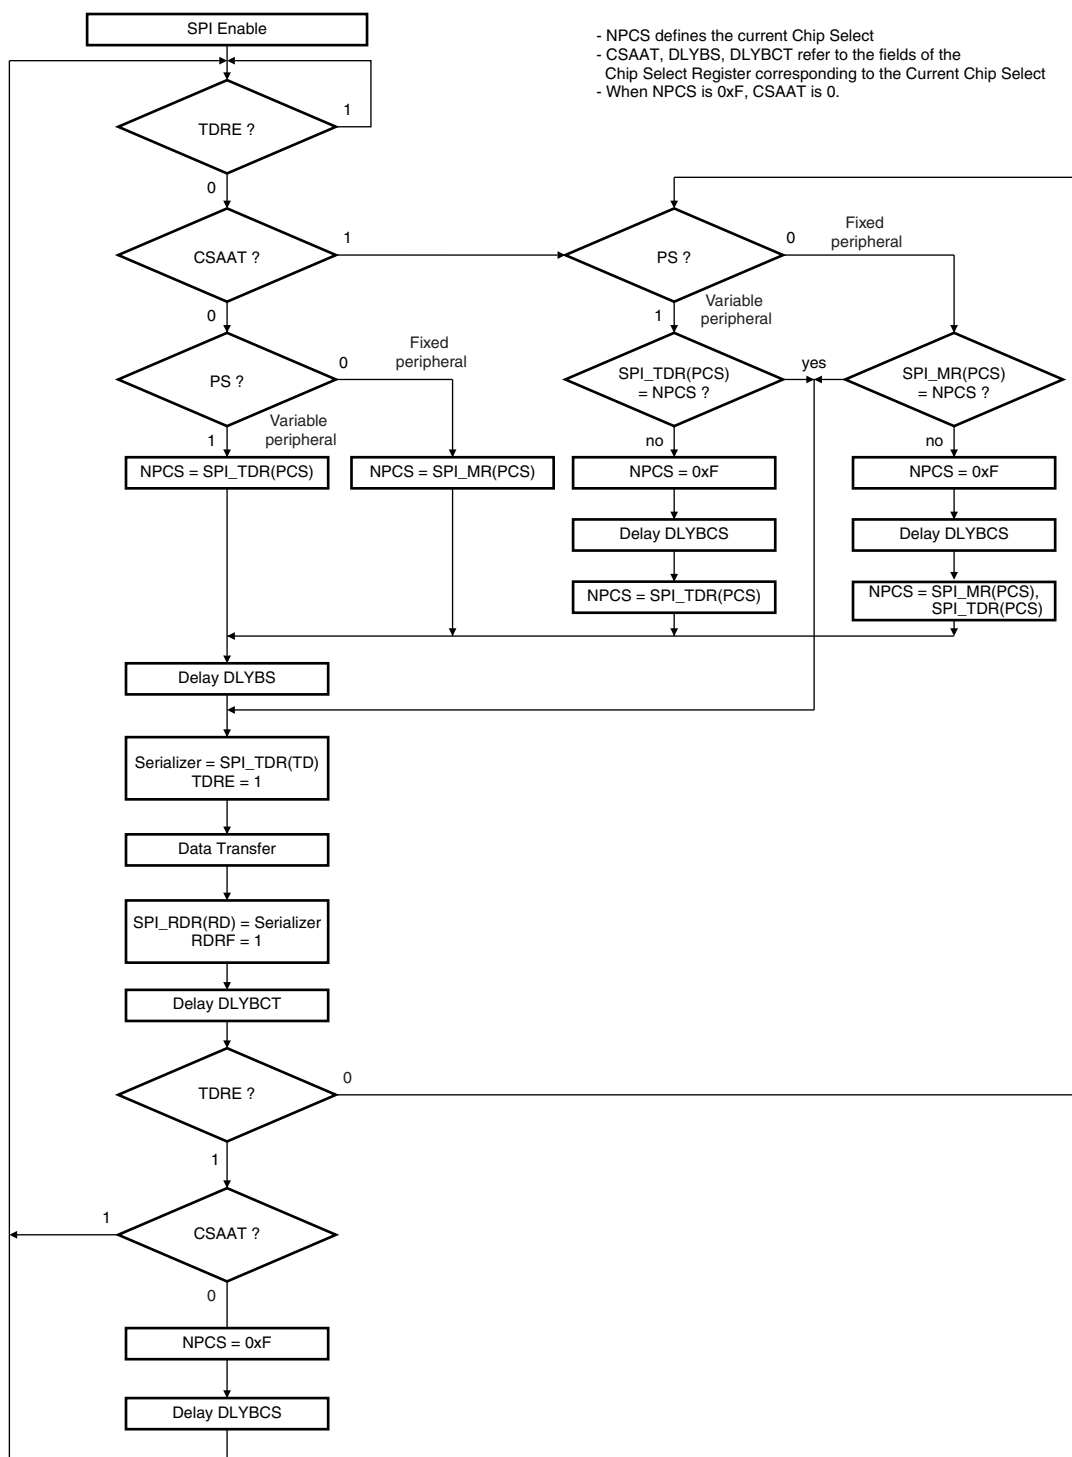 SPI Enable
- NPCS defines the current Chip Select
- CSAAT, DLYBS, DLYBCT refer to the fields of the
Chip Select Register corresponding to the Current Chip Select
- When NPCS is 0xF, CSAAT is 0.
TDRE ?
1
0
CSAAT ?
1
0
PS ?
0
Fixed
peripheral
1
Variable
peripheral
PS ?
0
Fixed
peripheral
1
Variable
peripheral
SPI_TDR(PCS)
= NPCS ?
yes
SPI_MR(PCS)
= NPCS ?
no
no
NPCS = SPI_TDR(PCS)
NPCS = SPI_MR(PCS)
NPCS = 0xF
NPCS = 0xF
Delay DLYBCS
Delay DLYBCS
NPCS = SPI_TDR(PCS)
NPCS = SPI_MR(PCS),
SPI_TDR(PCS)
Delay DLYBS
Serializer = SPI_TDR(TD)
TDRE = 1
Data Transfer
SPI_RDR(RD) = Serializer
RDRF = 1
Delay DLYBCT
TDRE ?
0
1
CSAAT ?
1
0
NPCS = 0xF
Delay DLYBCS